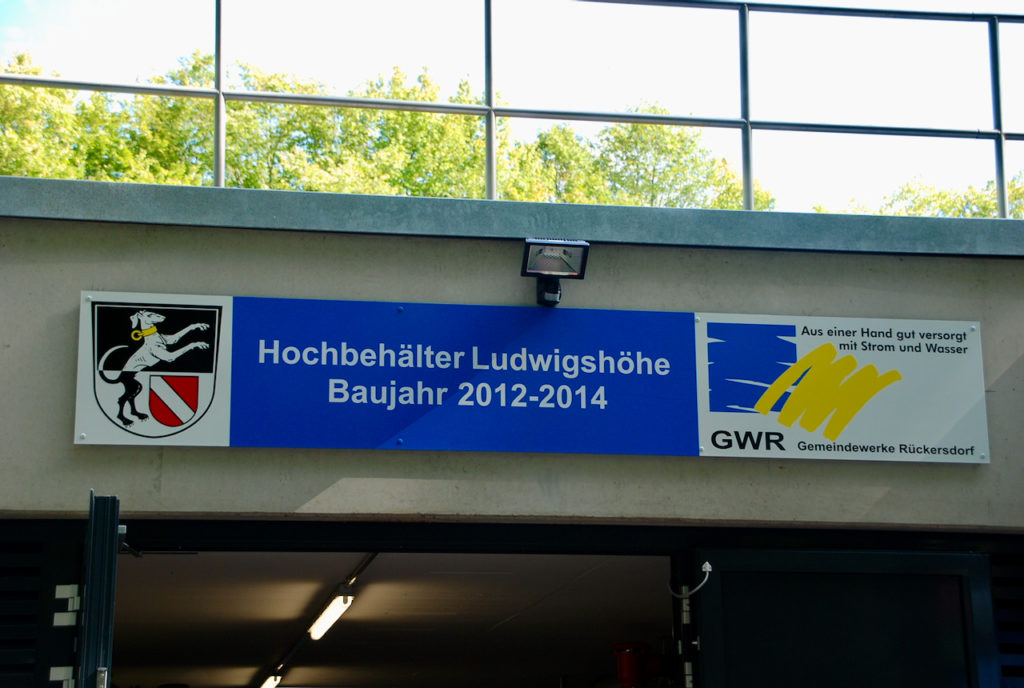 Hochbehälter Ludwigshöhe
Baujahr 2012-2014
Aus einer Hand gut versorgt
mit Strom und Wasser
GWR
Gemeindewerke Rückersdorf